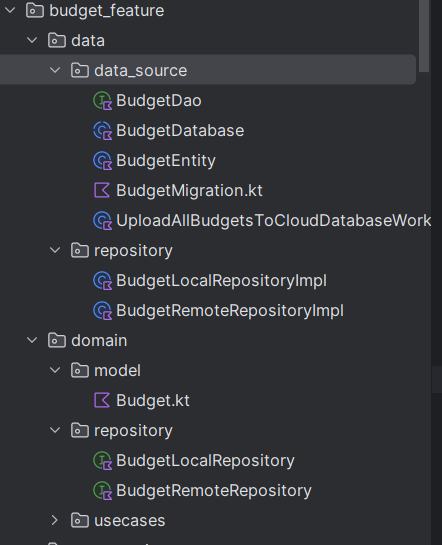 budget_feature
data
data_source
BudgetDao
BudgetDatabase
BudgetEntity
BudgetMigration.kt
UploadAllBudgetsToCloudDatabaseWork
repository
BudgetLocalRepositoryImpl
BudgetRemoteRepositoryImpl
domain
model
Budget.kt
repository
BudgetLocalRepository
BudgetRemoteRepository
usecases